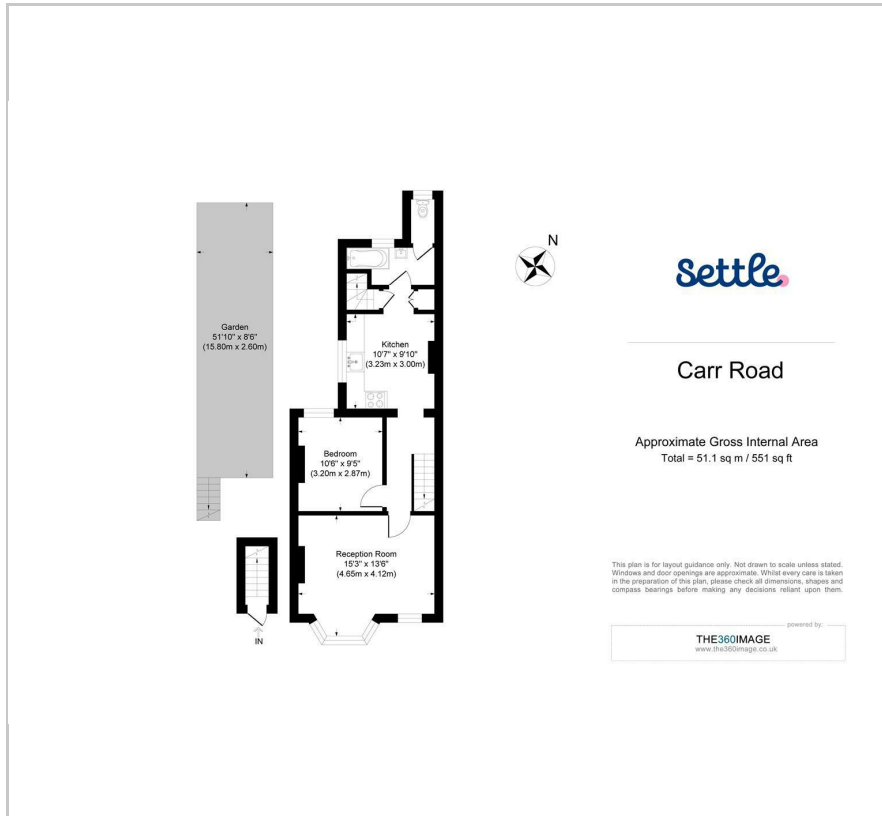 Garden
51'10" x 8'6"
(15.80m x 2.60m)
Kitchen
10'7" x 9'10"
(3.23m x 3.00m)
Bedroom
10'6" x 9'5"
(3.20m x 2.87m)
Reception Room
15'3" x 13'6"
(4.65m x 4.12m)
IN
N
settle.
Carr Road
Approximate Gross Internal Area
Total = 51.1 sq m / 551 sq ft
This plan is for layout guidance only. Not drawn to scale unless stated.
Windows and door openings are approximate. Whilst every care is taken
in the preparation of this plan, please check all dimensions, shapes and
compass bearings before making any decisions reliant upon them.
powered by:
THE360IMAGE
www.the360image.co.uk